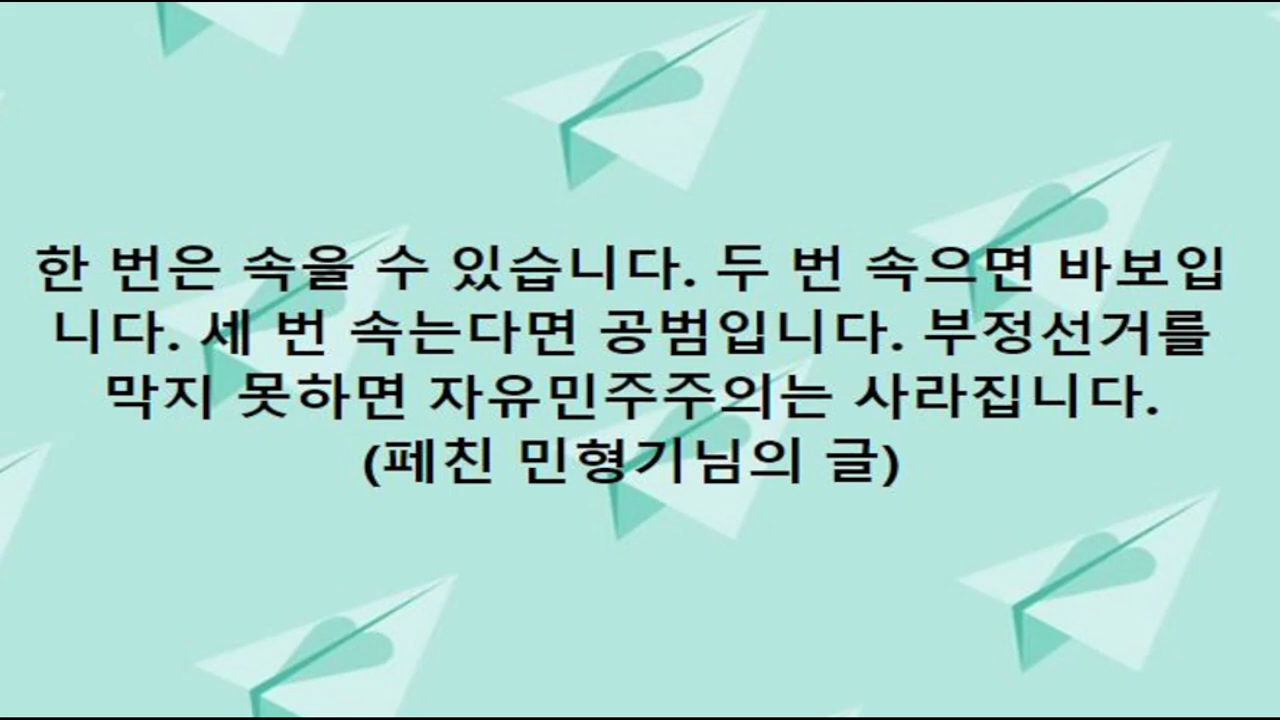 한 번은 속을 수 있습니다. 두 번 속으면 바보입
니다. 세 번 속는다면 공범입니다. 부정선거를
막지 못하면 자유민주주의는 사라집니다.
(페친 민형기님의 글)